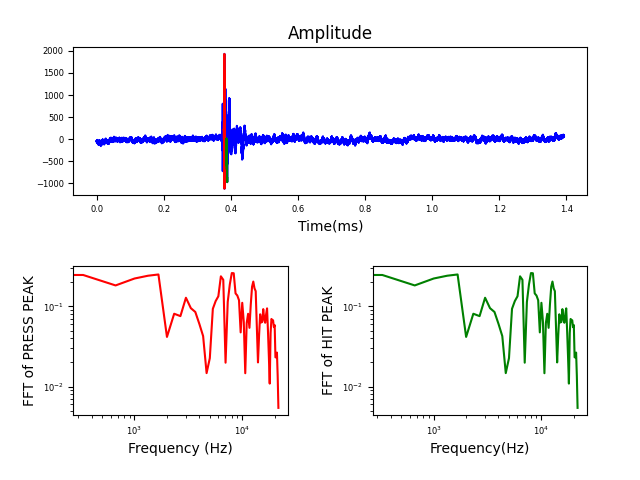 Amplitude
2000
1500
1000
500
0
−500
−1000
0.0 0.2 0.4 0.6 0.8 1.0 1.2 1.4
Time(ms)
FFT of PRESS PEAK
10⁻¹
10⁻²
10³ 10⁴
Frequency (Hz)
FFT of HIT PEAK
10⁻¹
10⁻²
10³ 10⁴
Frequency(Hz)